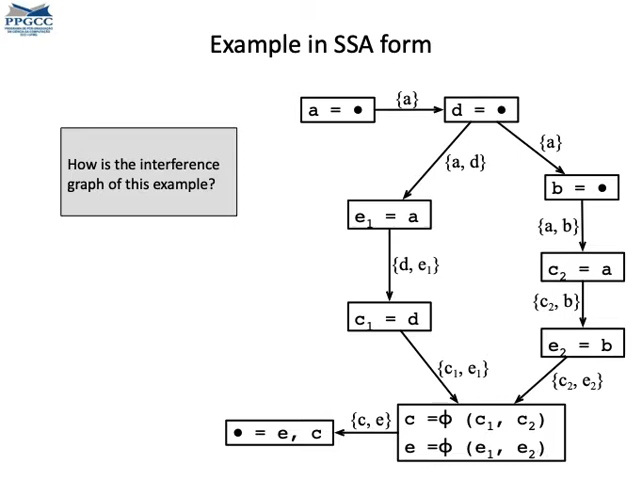 PPGCC
Example in SSA form
How is the interference
graph of this example?
a = •
{a}
d = •
{a, d}
{a}
b = •
e₁ = a
{a, b}
{d, e₁}
c₂ = a
{c₂, b}
c₁ = d
e₂ = b
{c₁, e₁}
{c₂, e₂}
c =ϕ (c₁, c₂)
e =ϕ (e₁, e₂)
{c, e}
• = e, c